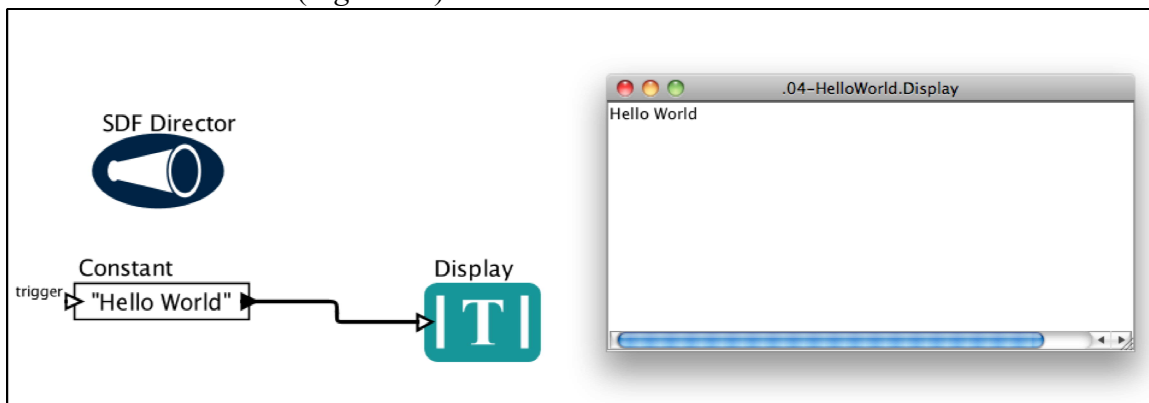 SDF Director
Constant
trigger
"Hello World"
Display
T
.04-HelloWorld.Display
Hello World